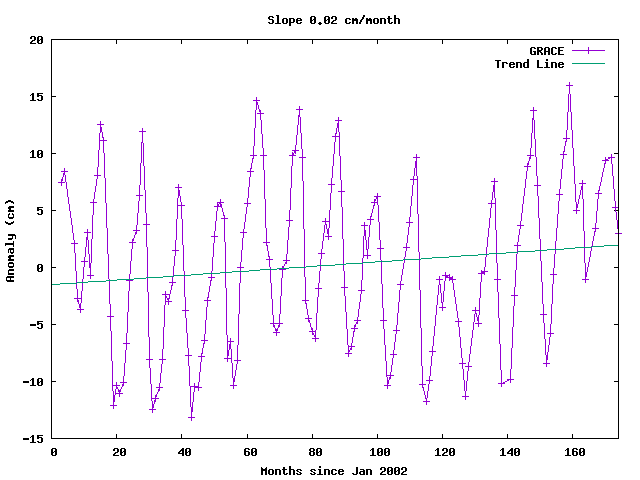 Slope 0.02 cm/month
GRACE
Trend Line
20
15
10
5
0
-5
-10
-15
Anomaly (cm)
0 20 40 60 80 100 120 140 160
Months since Jan 2002